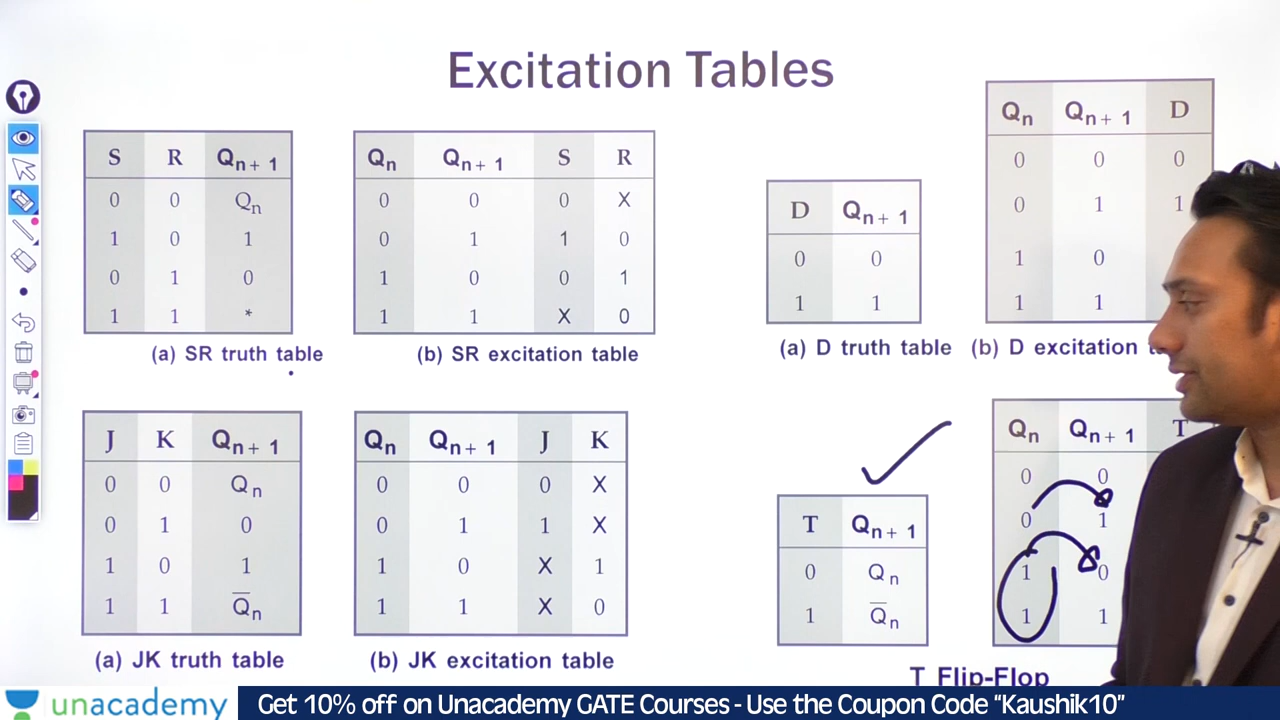 Excitation Tables
S R Qn+1
0 0 Qn
1 0 1
0 1 0
1 1 *
(a) SR truth table
Qn Qn+1 S R
0 0 0 X
0 1 1 0
1 0 0 1
1 1 X 0
(b) SR excitation table
D Qn+1
0 0
1 1
(a) D truth table
Qn Qn+1 D
0 0 0
0 1 1
1 0
1 1
(b) D excitation
J K Qn+1
0 0 Qn
0 1 0
1 0 1
1 1 Q̅n
(a) JK truth table
Qn Qn+1 J K
0 0 0 X
0 1 1 X
1 0 X 1
1 1 X 0
(b) JK excitation table
T Qn+1
0 Qn
1 Q̅n
Qn Qn+1 T
0 0
0 1
1 0
1 1
T Flip-Flop
unacademy
Get 10% off on Unacademy GATE Courses - Use the Coupon Code “Kaushik10”